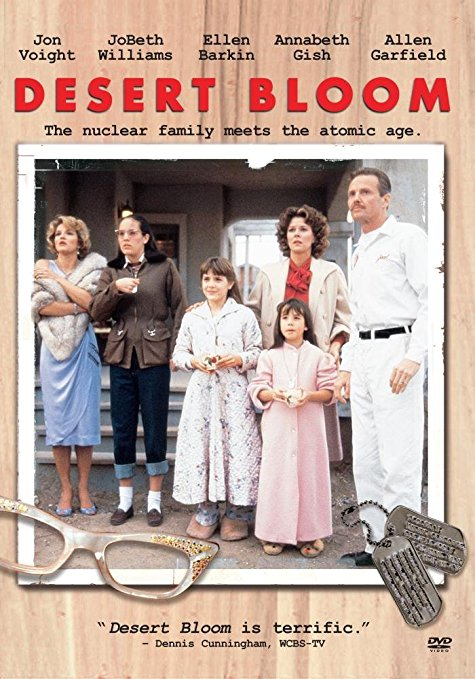 Jon Voight
JoBeth Williams
Ellen Barkin
Annabeth Gish
Allen Garfield
DESERT BLOOM
The nuclear family meets the atomic age.
"Desert Bloom is terrific."
– Dennis Cunningham, WCBS-TV
DVD
VIDEO